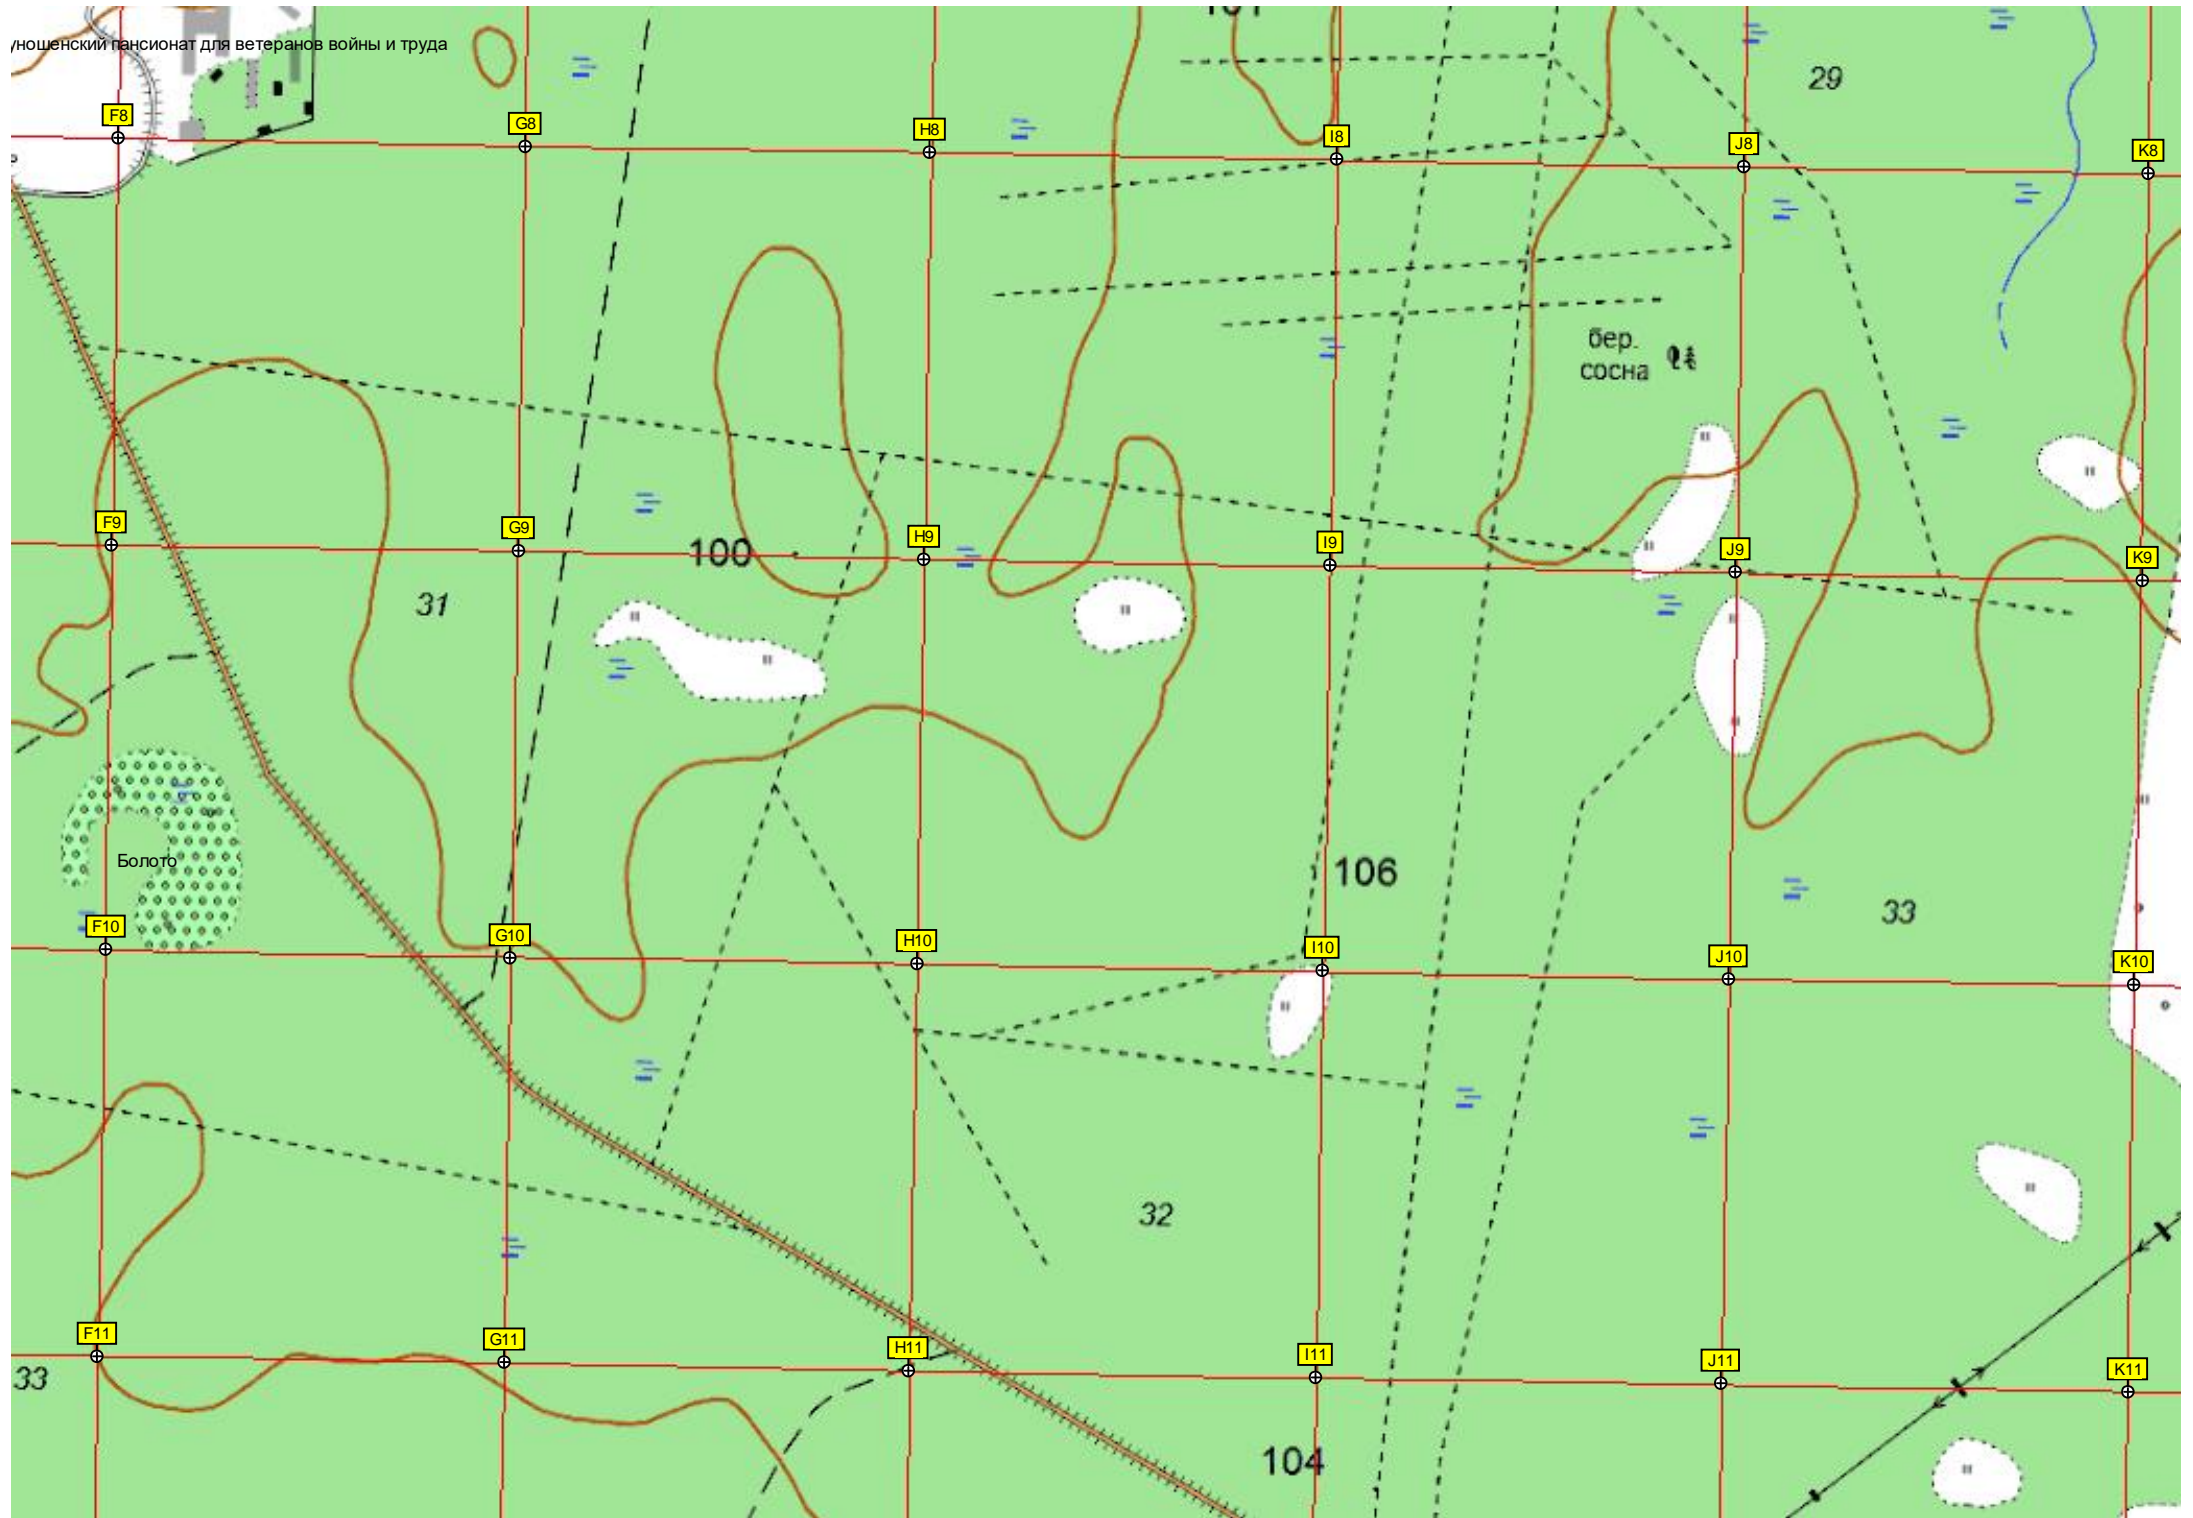 пансионат для ветеранов войны и труда
29
F8
G8
H8
I8
J8
K8
бер.
сосна
F9
G9
H9
I9
J9
K9
100
31
106
Болото
33
F10
G10
H10
I10
J10
K10
32
F11
G11
H11
I11
J11
K11
33
104